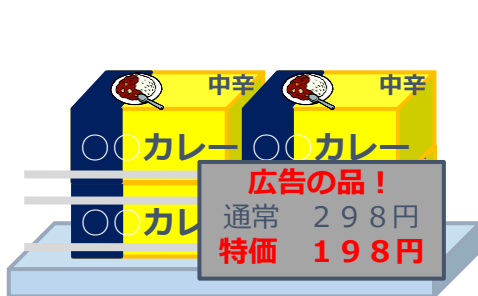 中辛
中辛
○○カレー
○○カレー
○○カレ
広告の品！
通常　２９８円
特価　１９８円